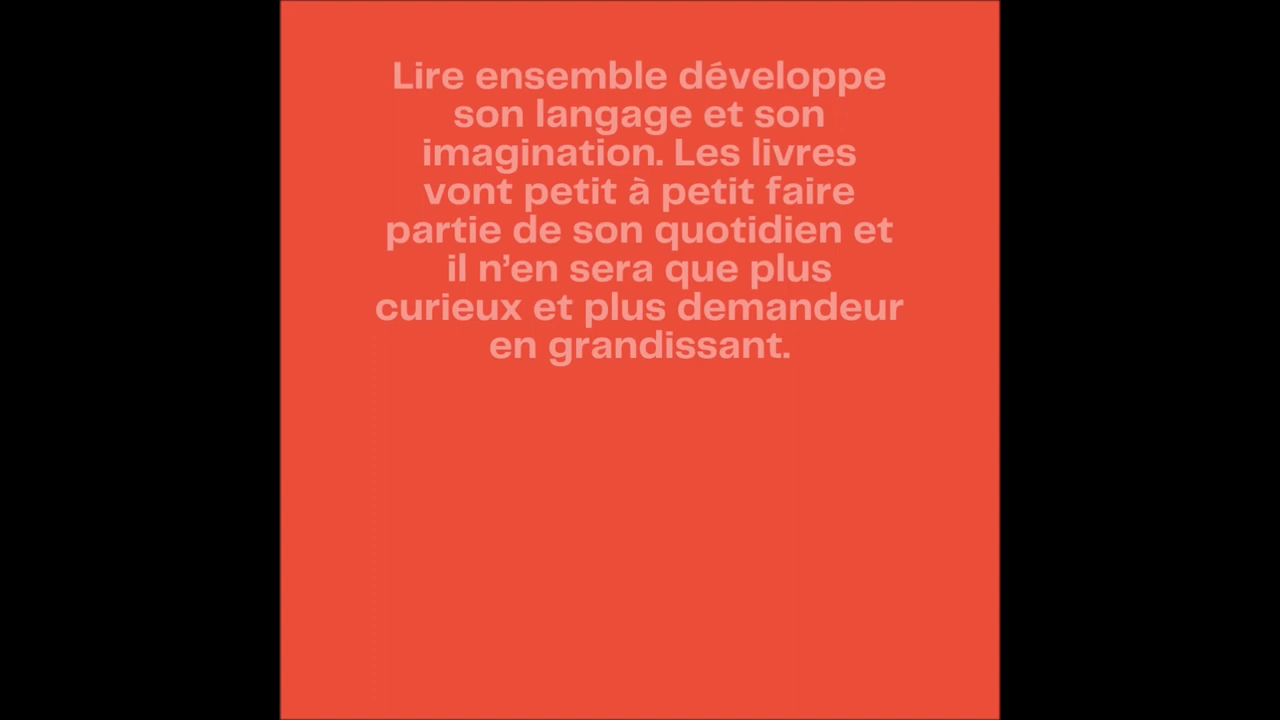 Lire ensemble développe
son langage et son
imagination. Les livres
vont petit à petit faire
partie de son quotidien et
il n’en sera que plus
curieux et plus demandeur
en grandissant.